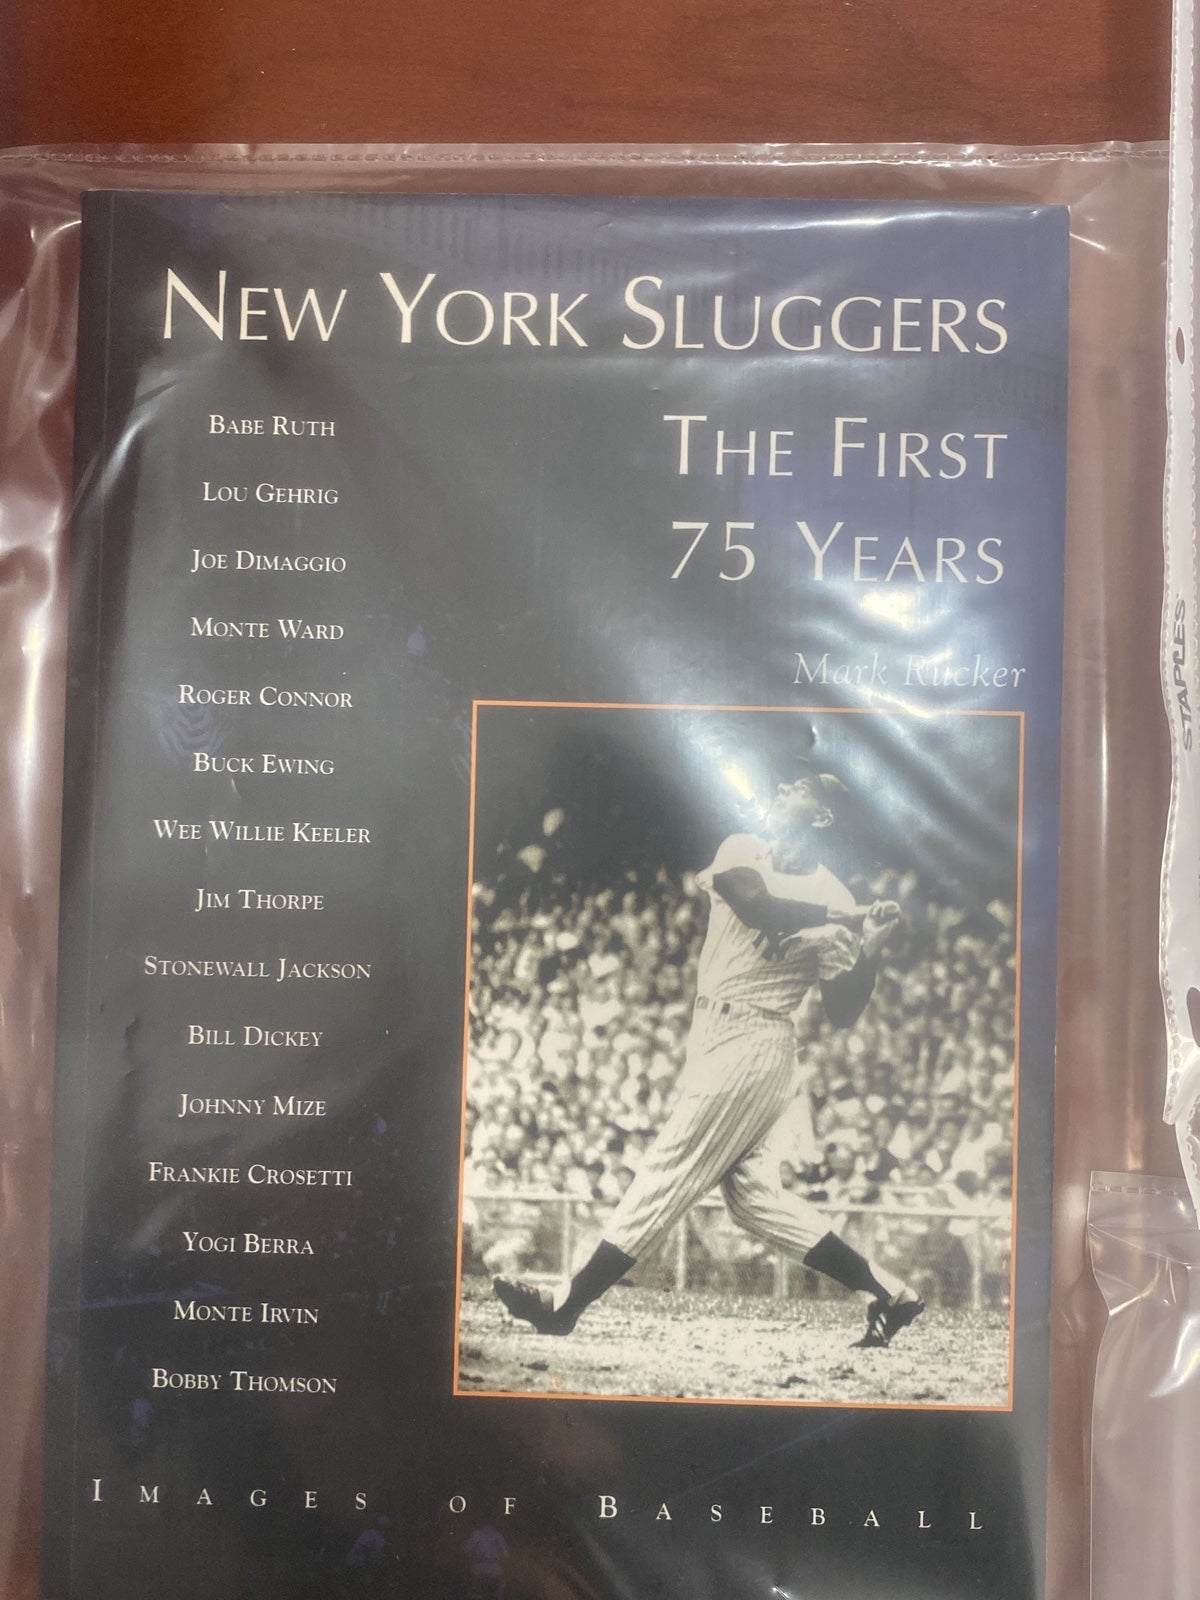 NEW YORK SLUGGERS
THE FIRST
75 YEARS
Mark Rucker
BABE RUTH
LOU GEHRIG
JOE DIMAGGIO
MONTE WARD
ROGER CONNOR
BUCK EWING
WEE WILLIE KEELER
JIM THORPE
STONEWALL JACKSON
BILL DICKEY
JOHNNY MIZE
FRANKIE CROSETTI
YOGI BERRA
MONTE IRVIN
BOBBY THOMSON
IMAGES OF BASEBALL
STAPLES